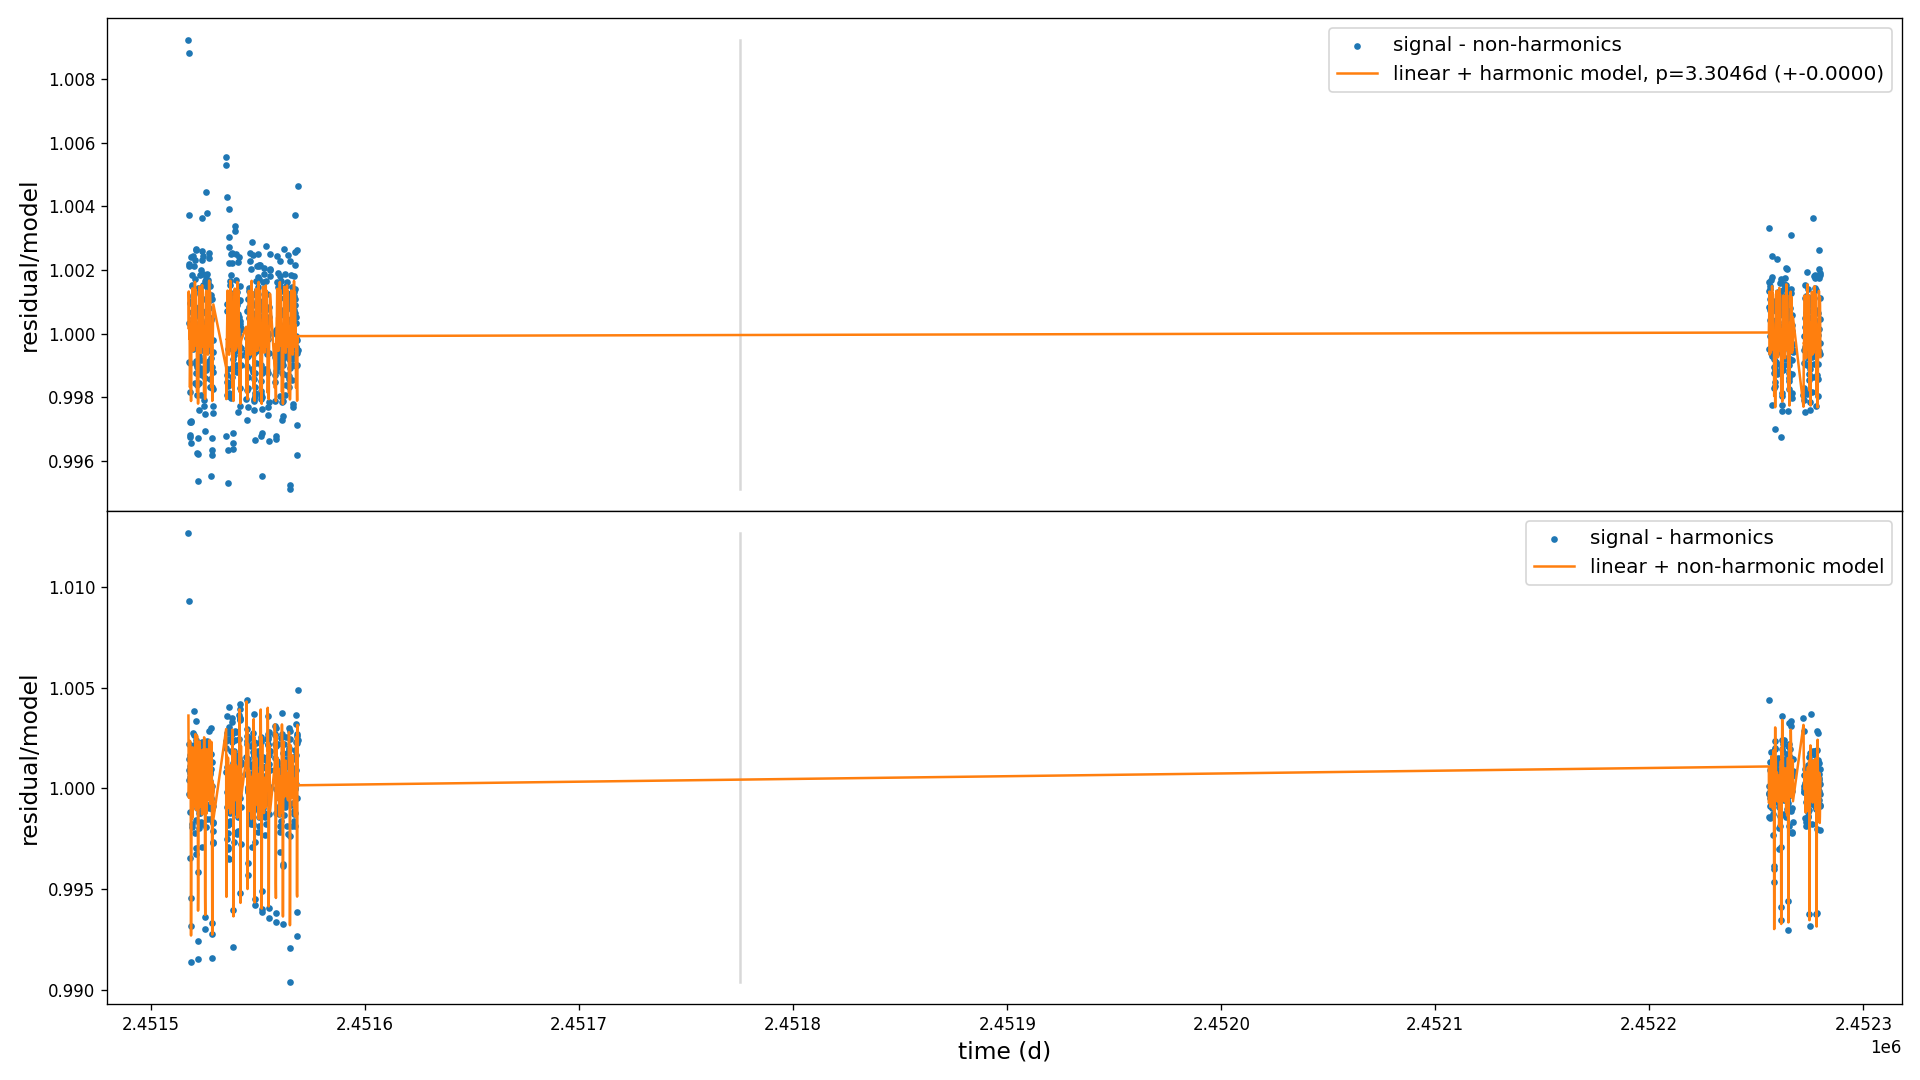 signal - non-harmonics
linear + harmonic model, p=3.3046d (+-0.0000)
1.008
1.006
1.004
1.002
1.000
0.998
0.996
residual/model
signal - harmonics
linear + non-harmonic model
1.010
1.005
1.000
0.995
0.990
residual/model
2.4515 2.4516 2.4517 2.4518 2.4519 2.4520 2.4521 2.4522 2.4523
time (d)
1e6